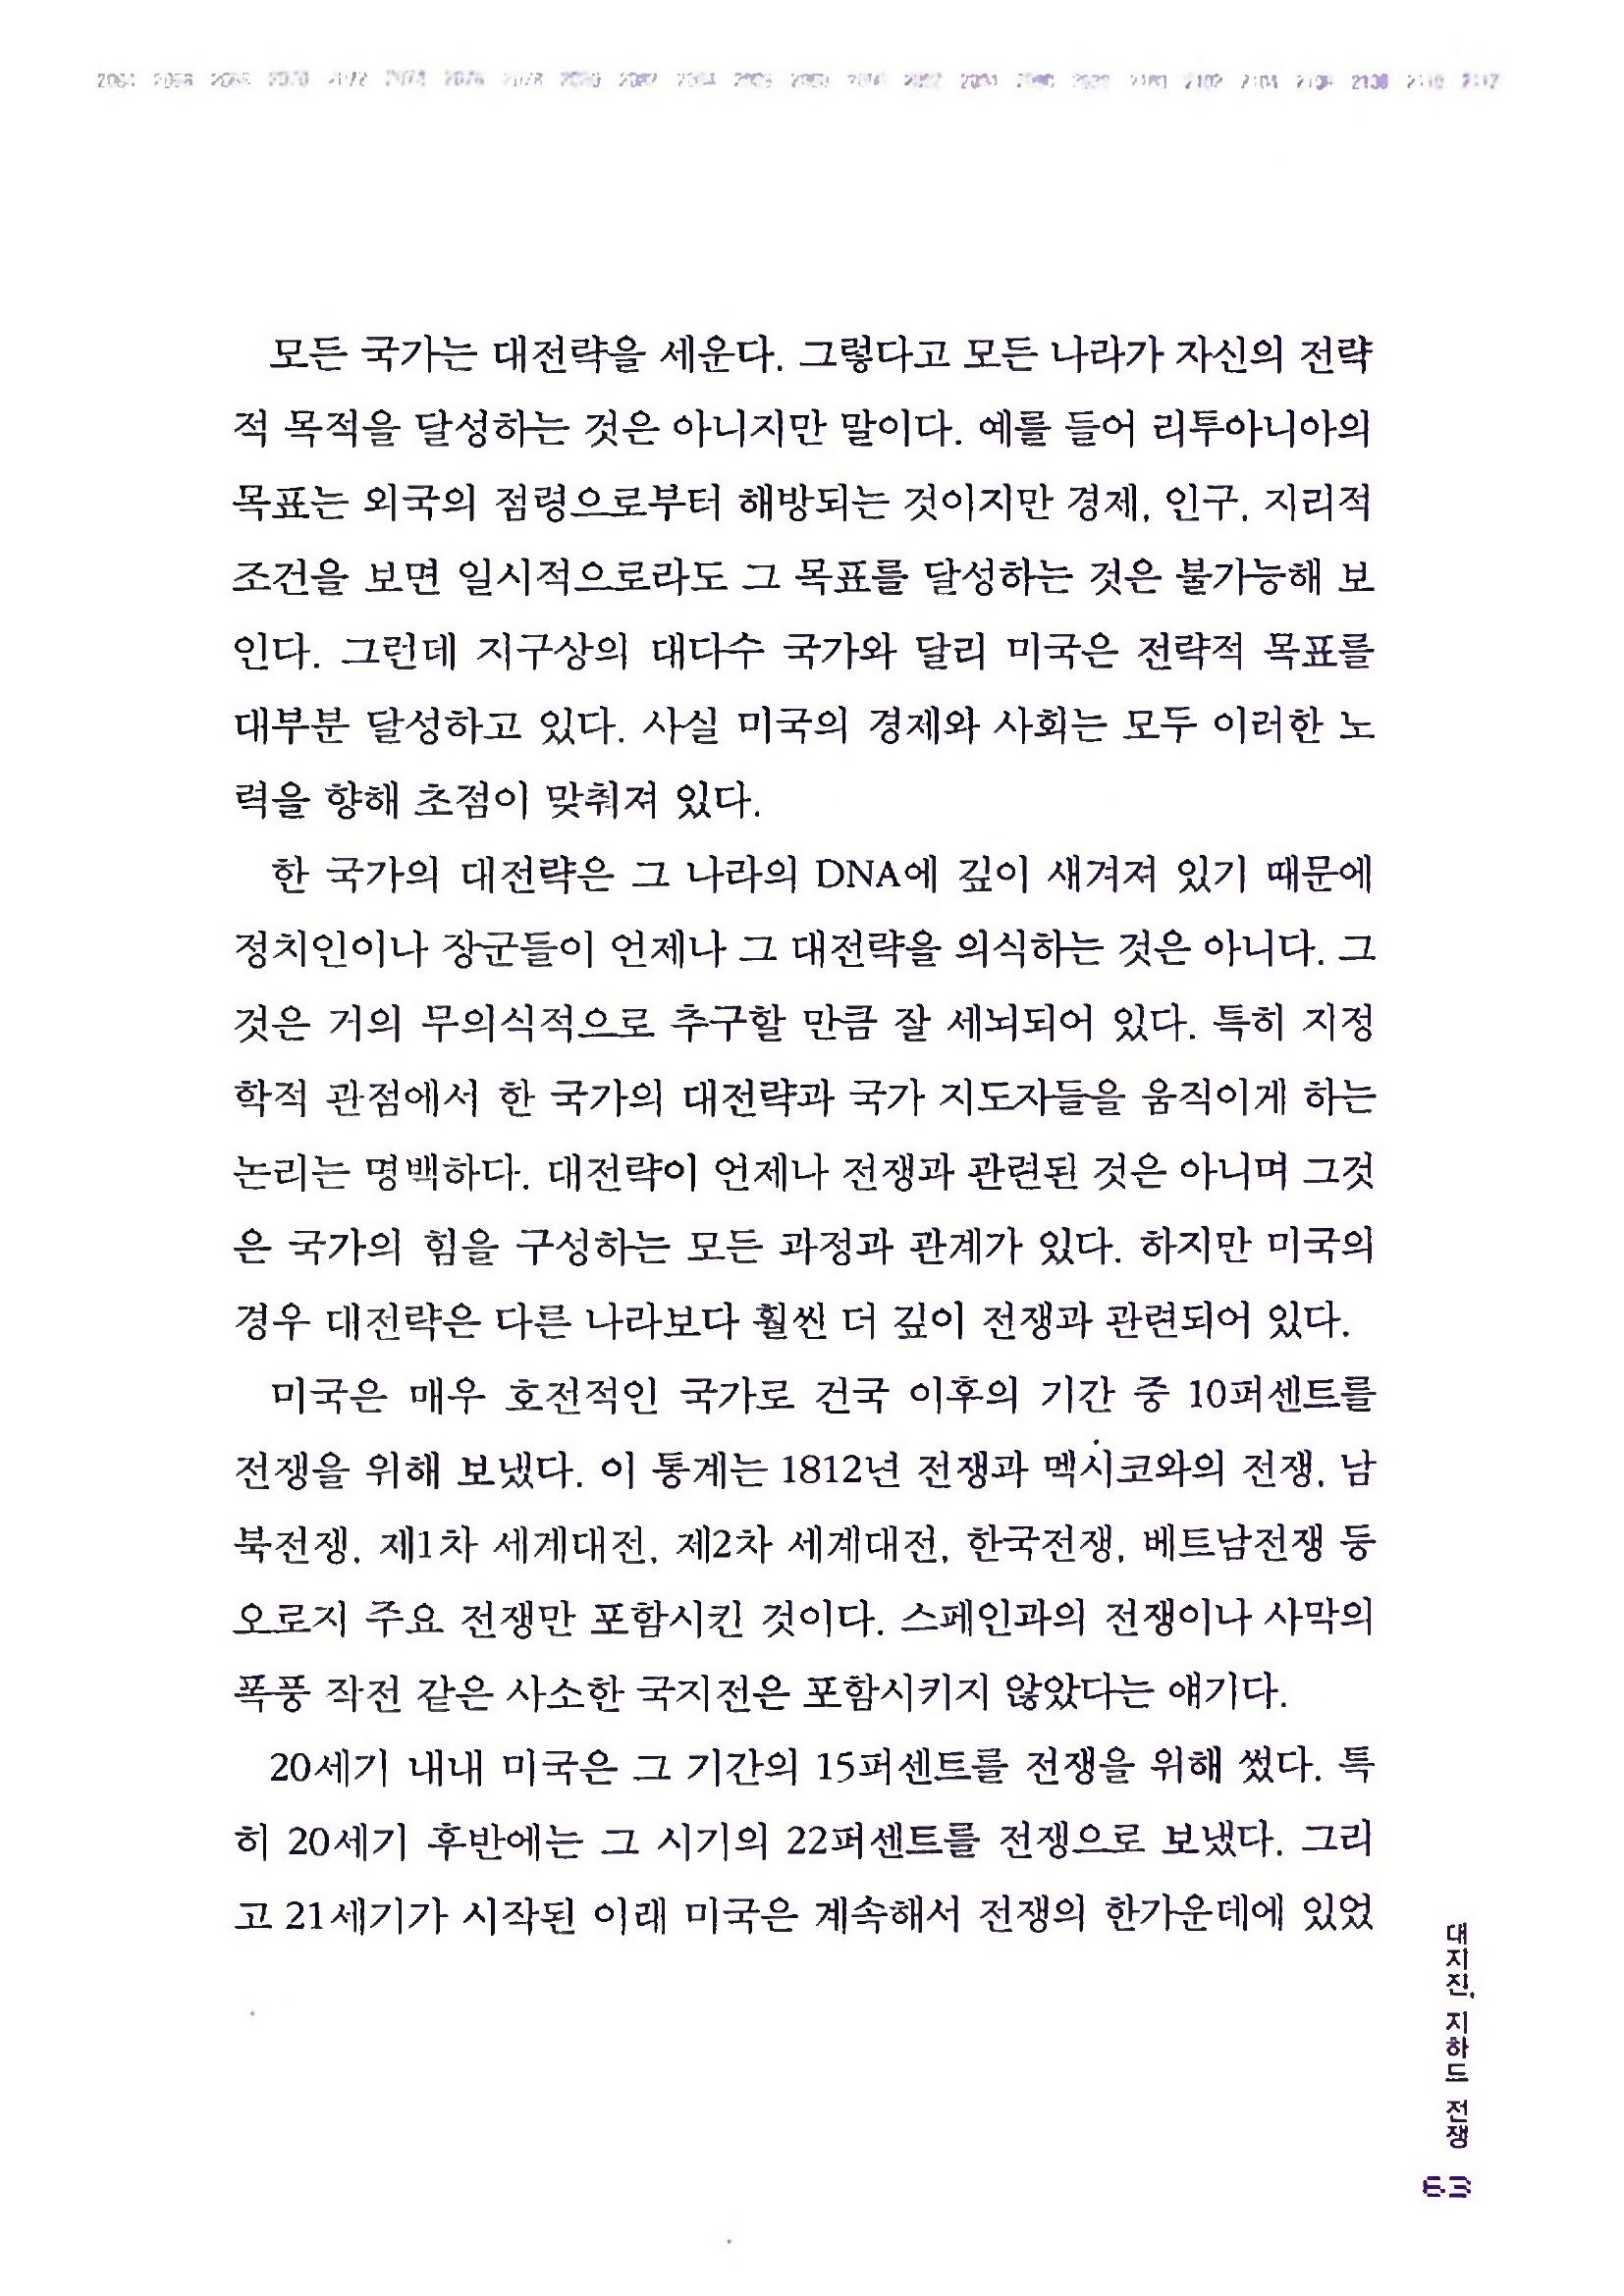 모든 국가는 대전략을 세운다. 그렇다고 모든 나라가 자신의 전략
적 목적을 달성하는 것은 아니지만 말이다. 예를 들어 리투아니아의
목표는 외국의 점령으로부터 해방되는 것이지만 경제, 인구, 지리적
조건을 보면 일시적으로라도 그 목표를 달성하는 것은 불가능해 보
인다. 그런데 지구상의 대다수 국가와 달리 미국은 전략적 목표를
대부분 달성하고 있다. 사실 미국의 경제와 사회는 모두 이러한 노
력을 향해 초점이 맞춰져 있다.
한 국가의 대전략은 그 나라의 DNA에 깊이 새겨져 있기 때문에
정치인이나 장군들이 언제나 그 대전략을 의식하는 것은 아니다. 그
것은 거의 무의식적으로 추구할 만큼 잘 세뇌되어 있다. 특히 지정
학적 관점에서 한 국가의 대전략과 국가 지도자들을 움직이게 하는
논리는 명백하다. 대전략이 언제나 전쟁과 관련된 것은 아니며 그것
은 국가의 힘을 구성하는 모든 과정과 관계가 있다. 하지만 미국의
경우 대전략은 다른 나라보다 훨씬 더 깊이 전쟁과 관련되어 있다.
미국은 매우 호전적인 국가로 건국 이후의 기간 중 10퍼센트를
전쟁을 위해 보냈다. 이 통계는 1812년 전쟁과 멕시코와의 전쟁, 남
북전쟁, 제1차 세계대전, 제2차 세계대전, 한국전쟁, 베트남전쟁 등
오로지 주요 전쟁만 포함시킨 것이다. 스페인과의 전쟁이나 사막의
폭풍 작전 같은 사소한 국지전은 포함시키지 않았다는 얘기다.
20세기 내내 미국은 그 기간의 15퍼센트를 전쟁을 위해 썼다. 특
히 20세기 후반에는 그 시기의 22퍼센트를 전쟁으로 보냈다. 그리
고 21세기가 시작된 이래 미국은 계속해서 전쟁의 한가운데에 있었
대지진, 지하드 전쟁
63